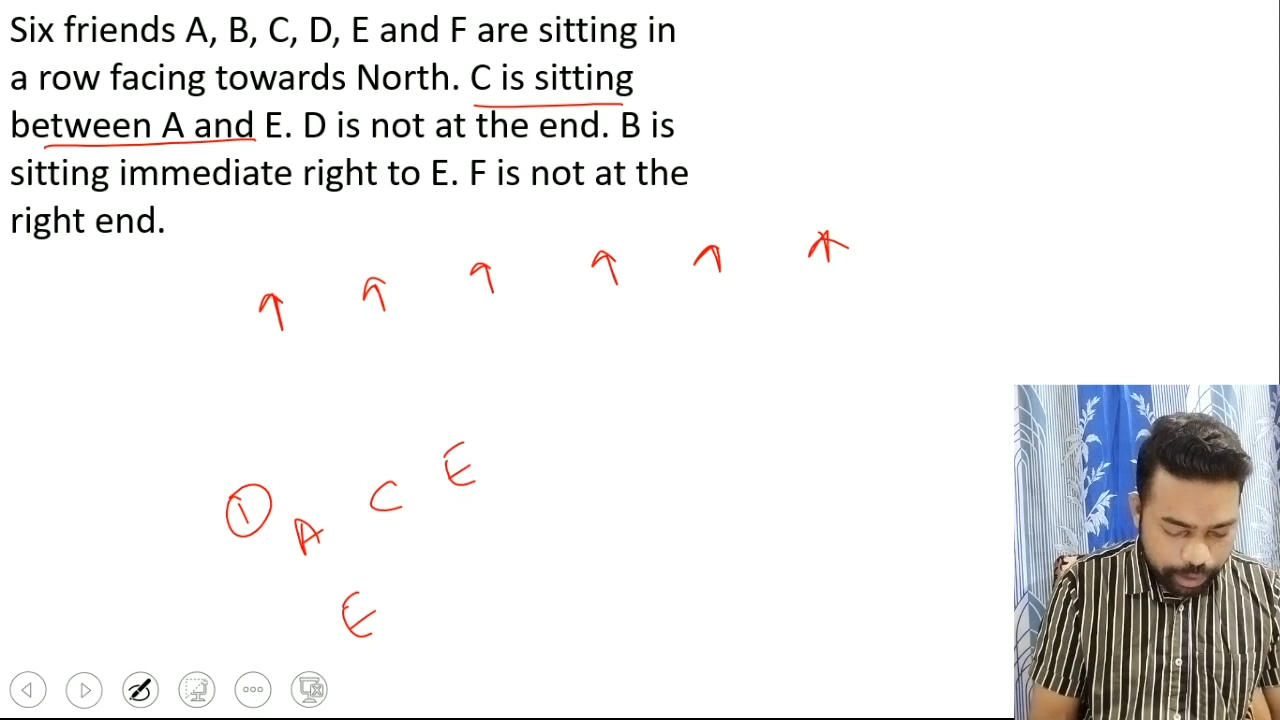 Six friends A, B, C, D, E and F are sitting in
a row facing towards North. C is sitting
between A and E. D is not at the end. B is
sitting immediate right to E. F is not at the
right end.
① A C E
E